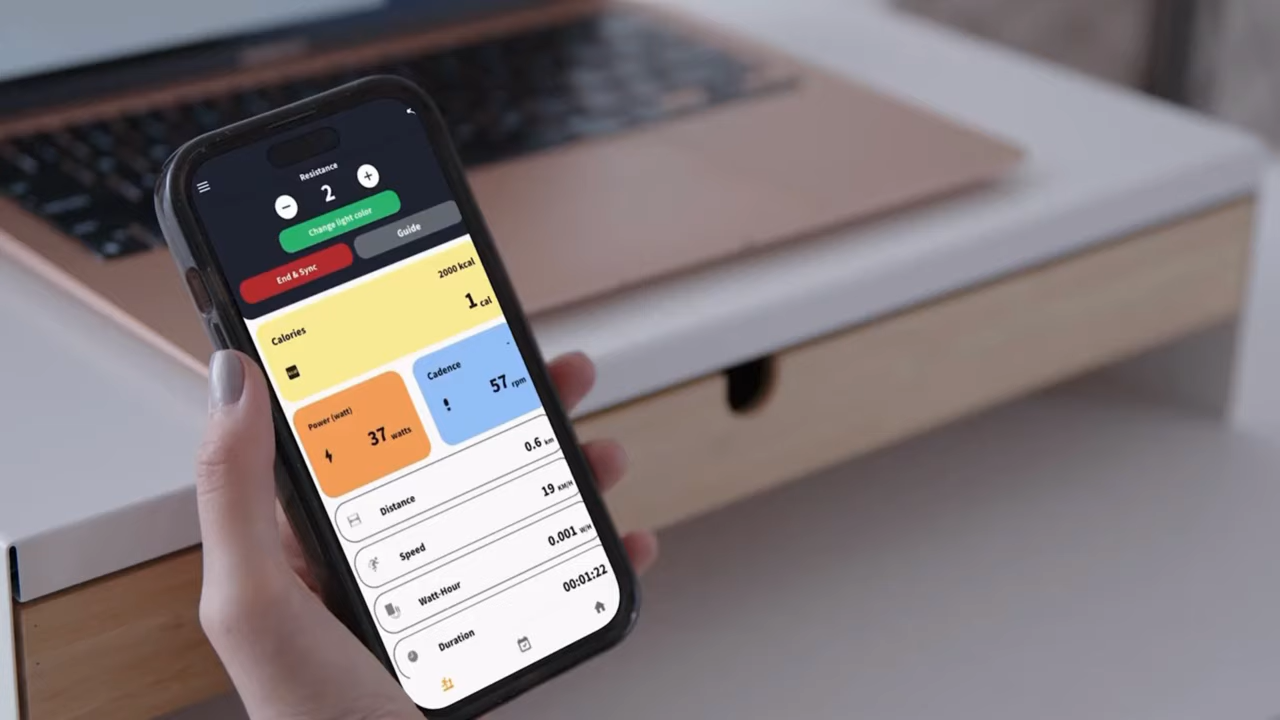 Resistance
2
Change light color
End & Sync
Guide
2000 kcal
1 cal
Calories
Cadence
57 rpm
Power (watt)
37 watts
0.6 km
Distance
19 KM/H
Speed
0.001 W/H
Watt-Hour
00:01:22
Duration